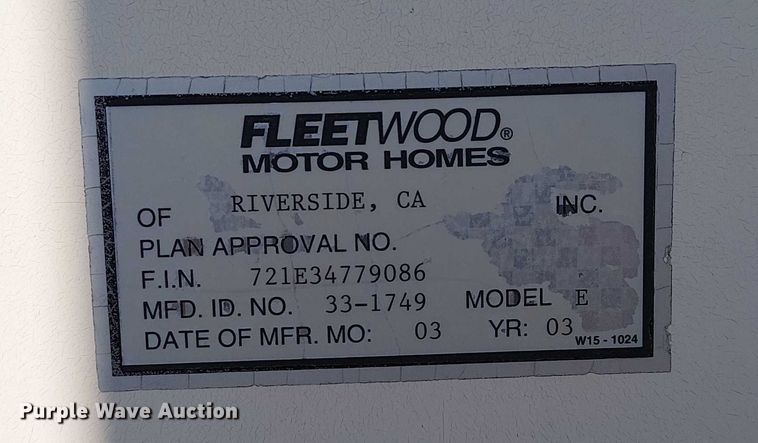 FLEETWOOD®
MOTOR HOMES
OF RIVERSIDE, CA INC.
PLAN APPROVAL NO.
F.I.N. 721E34779086
MFD. ID. NO. 33-1749 MODEL E
DATE OF MFR. MO: 03 YR: 03
W15 - 1024
Purple Wave Auction